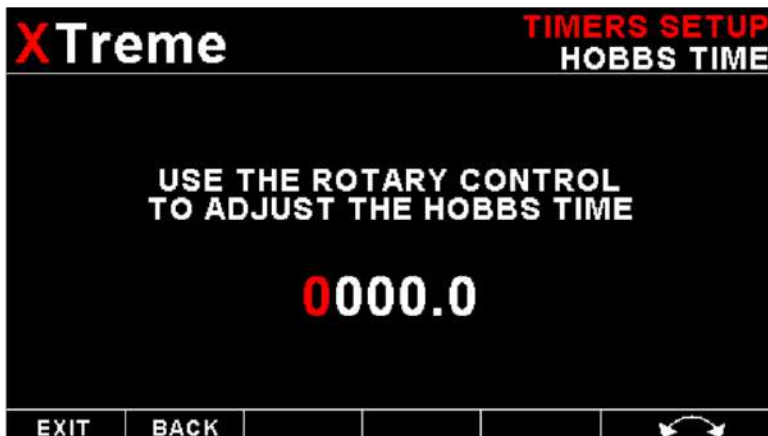 XTreme
TIMERS SETUP
HOBBS TIME
USE THE ROTARY CONTROL
TO ADJUST THE HOBBS TIME
0000.0
EXIT BACK